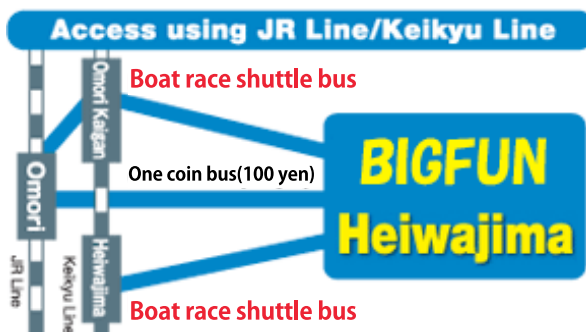 Access using JR Line/Keikyu Line
Omori Kaigan
Boat race shuttle bus
Omori
One coin bus(100 yen)
BIGFUN
Heiwajima
Heiwajima
JR Line
Keikyu Line
Boat race shuttle bus